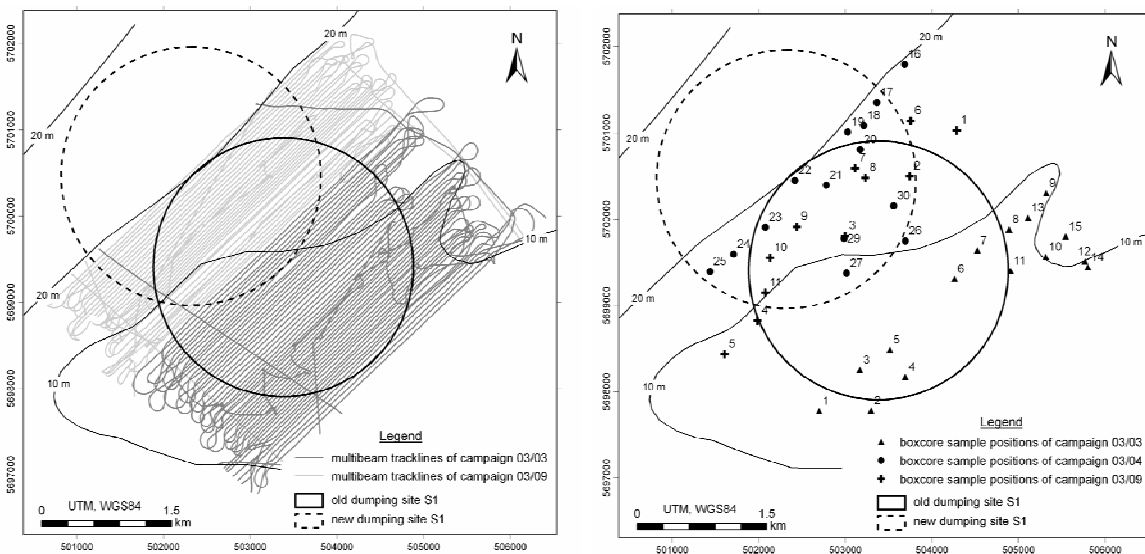 5702000
5701000
5700000
5699000
5698000
5697000
20 m
N
20 m
20 m
10 m
10 m
Legend
multibeam tracklines of campaign 03/03
multibeam tracklines of campaign 03/09
old dumping site S1
new dumping site S1
UTM, WGS84
0 1.5
km
501000 502000 503000 504000 505000 506000
5702000
5701000
5700000
5699000
5698000
5697000
20 m
16
N
17
6
19 18
1
20
20 m
7
8
2
22
21
9
30
13
23
9
3
8
15
29
26
10
7
24
10 m
10
12
25
27
11
14
11
6
20 m
4
5
5
3
4
10 m
1
2
Legend
boxcore sample positions of campaign 03/03
boxcore sample positions of campaign 03/04
boxcore sample positions of campaign 03/09
old dumping site S1
new dumping site S1
UTM, WGS84
0 1.5
km
501000 502000 503000 504000 505000 506000